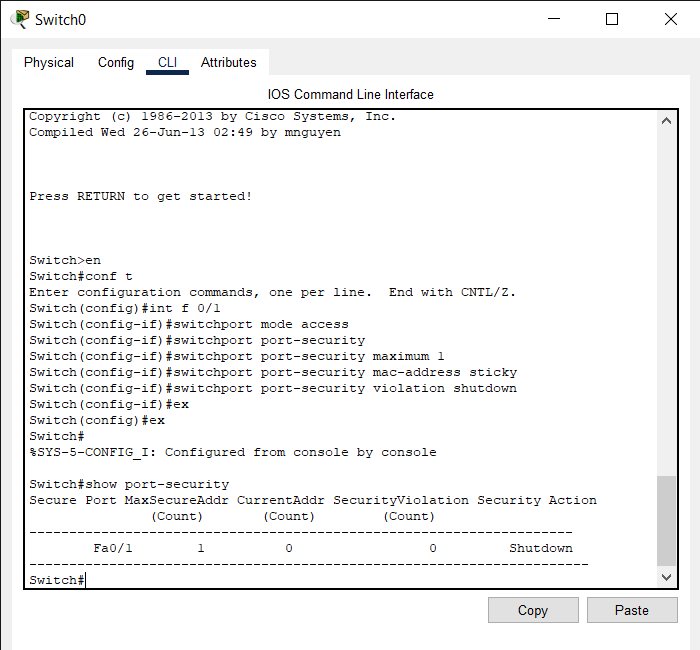 Switch0
Physical Config CLI Attributes
IOS Command Line Interface
Copyright (c) 1986-2013 by Cisco Systems, Inc.
Compiled Wed 26-Jun-13 02:49 by mnguyen
Press RETURN to get started!
Switch>en
Switch#conf t
Enter configuration commands, one per line.  End with CNTL/Z.
Switch(config)#int f 0/1
Switch(config-if)#switchport mode access
Switch(config-if)#switchport port-security
Switch(config-if)#switchport port-security maximum 1
Switch(config-if)#switchport port-security mac-address sticky
Switch(config-if)#switchport port-security violation shutdown
Switch(config-if)#ex
Switch(config)#ex
Switch#
%SYS-5-CONFIG_I: Configured from console by console
Switch#show port-security
Secure Port MaxSecureAddr CurrentAddr SecurityViolation Security Action
(Count) (Count) (Count)
--------------------------------------------------------------------
Fa0/1 1 0 0 Shutdown
----------------------------------------------------------------------
Switch#
Copy Paste